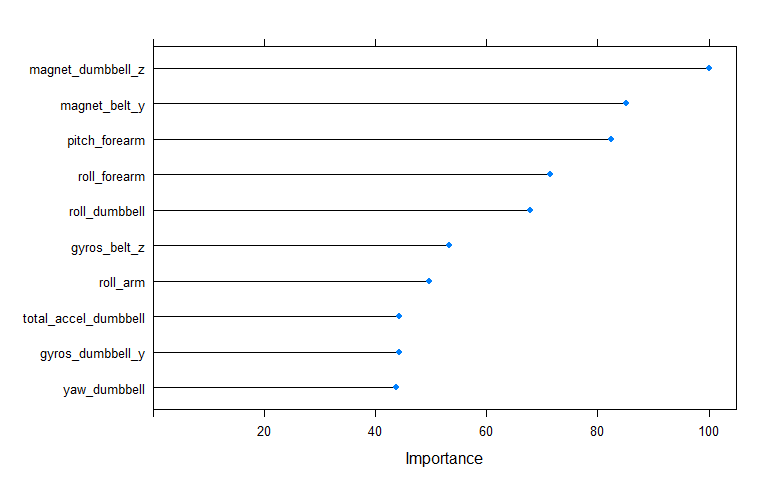 magnet_dumbbell_z
magnet_belt_y
pitch_forearm
roll_forearm
roll_dumbbell
gyros_belt_z
roll_arm
total_accel_dumbbell
gyros_dumbbell_y
yaw_dumbbell
20 40 60 80 100
Importance